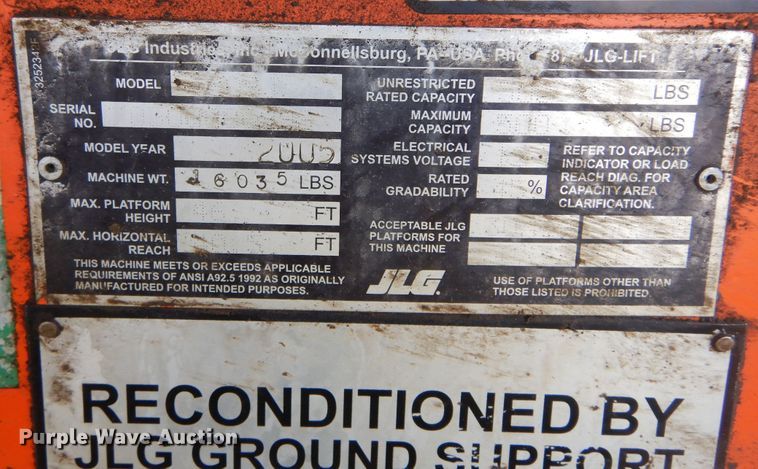 Industries, Inc. McConnellsburg, PA-USA JLG-LIFT
3252347F
MODEL
SERIAL NO.
MODEL YEAR 2005
MACHINE WT. 16035 LBS
MAX. PLATFORM HEIGHT FT
MAX. HORIZONTAL REACH FT
THIS MACHINE MEETS OR EXCEEDS APPLICABLE
REQUIREMENTS OF ANSI A92.5 1992 AS ORIGINALLY
MANUFACTURED FOR INTENDED PURPOSES.
UNRESTRICTED
RATED CAPACITY LBS
MAXIMUM
CAPACITY LBS
ELECTRICAL
SYSTEMS VOLTAGE
RATED
GRADABILITY %
REFER TO CAPACITY
INDICATOR OR LOAD
REACH DIAG. FOR
CAPACITY AREA
CLARIFICATION.
ACCEPTABLE JLG
PLATFORMS FOR
THIS MACHINE
JLG
USE OF PLATFORMS OTHER THAN
THOSE LISTED IS PROHIBITED.
RECONDITIONED BY
JLG GROUND SUPPORT
Purple Wave Auction